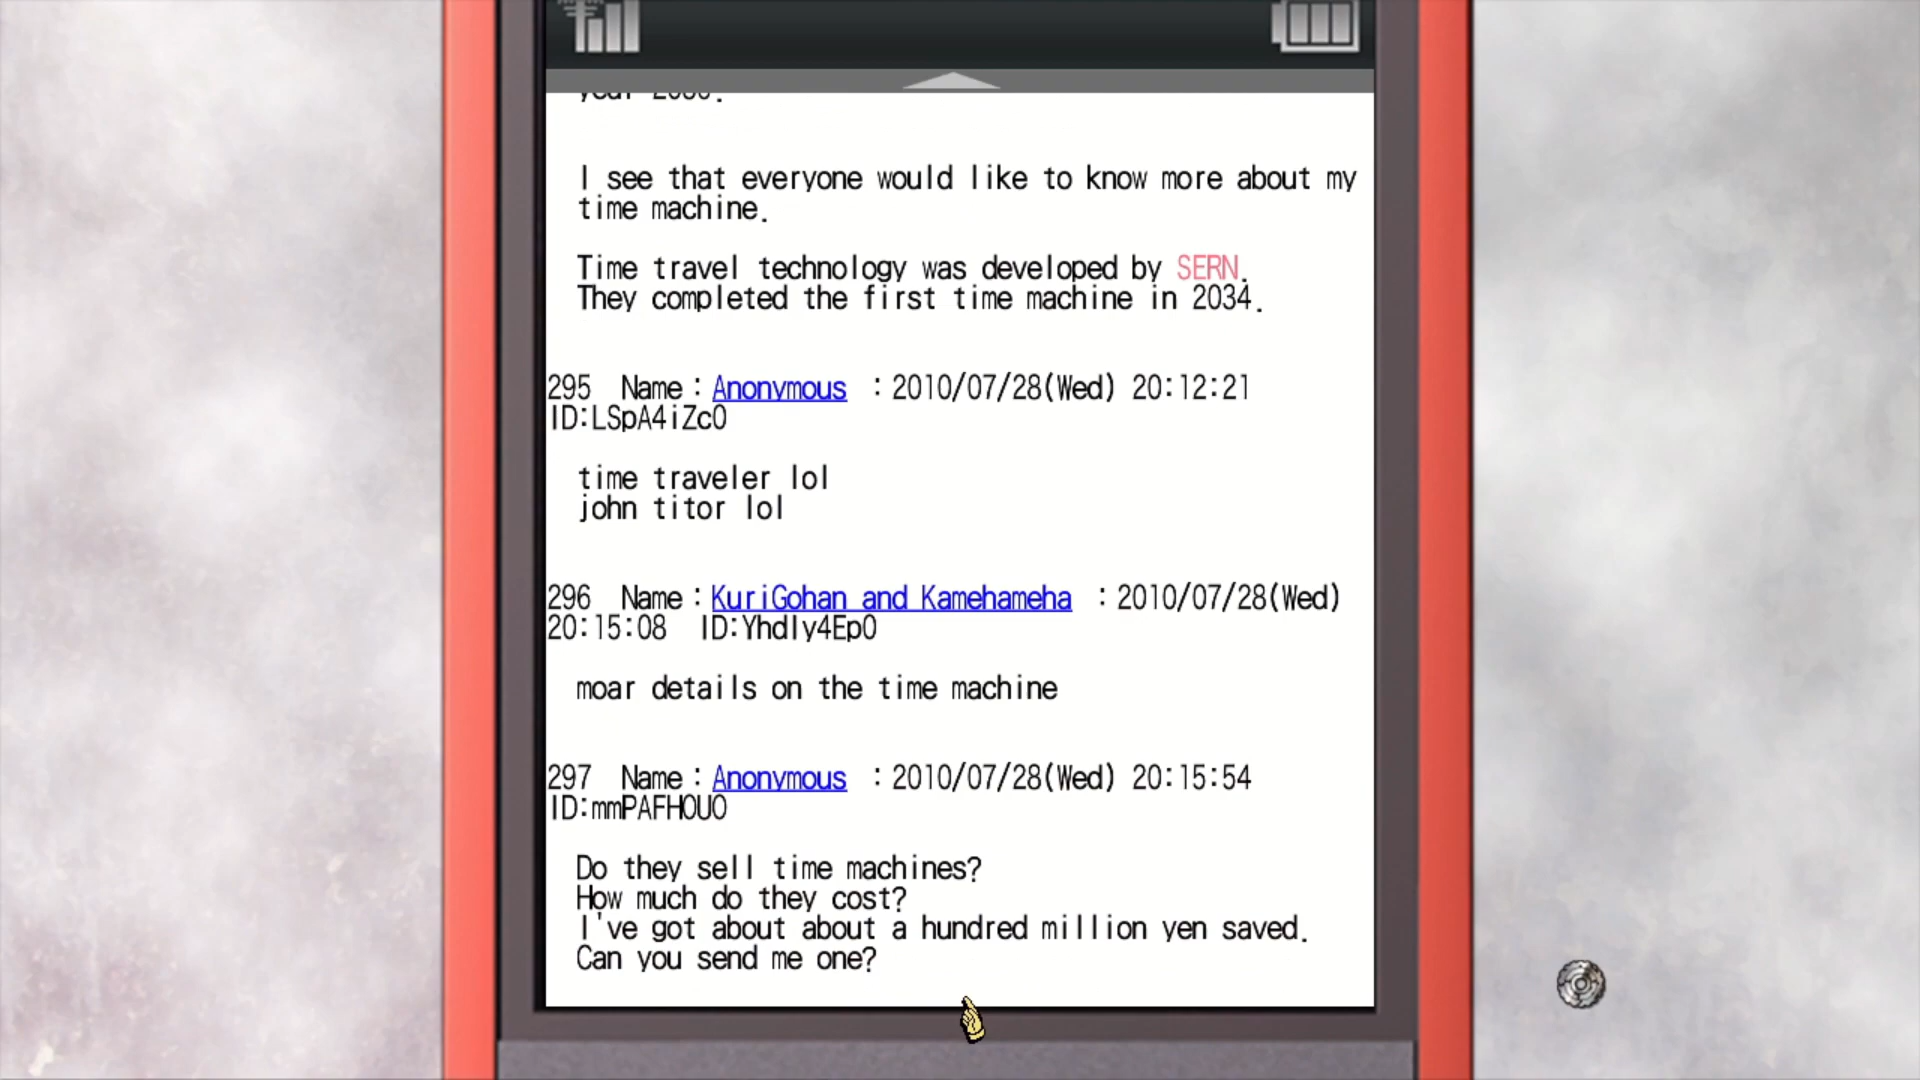 I see that everyone would like to know more about my
time machine.
Time travel technology was developed by SERN.
They completed the first time machine in 2034.
295 Name：Anonymous ：2010/07/28(Wed) 20:12:21
ID:LSpA4iZcO
time traveler lol
john titor lol
296 Name：KuriGohan and Kamehameha ：2010/07/28(Wed)
20:15:08 ID:YhdIy4EpO
moar details on the time machine
297 Name：Anonymous ：2010/07/28(Wed) 20:15:54
ID:mmPAFHOUO
Do they sell time machines?
How much do they cost?
I've got about about a hundred million yen saved.
Can you send me one?